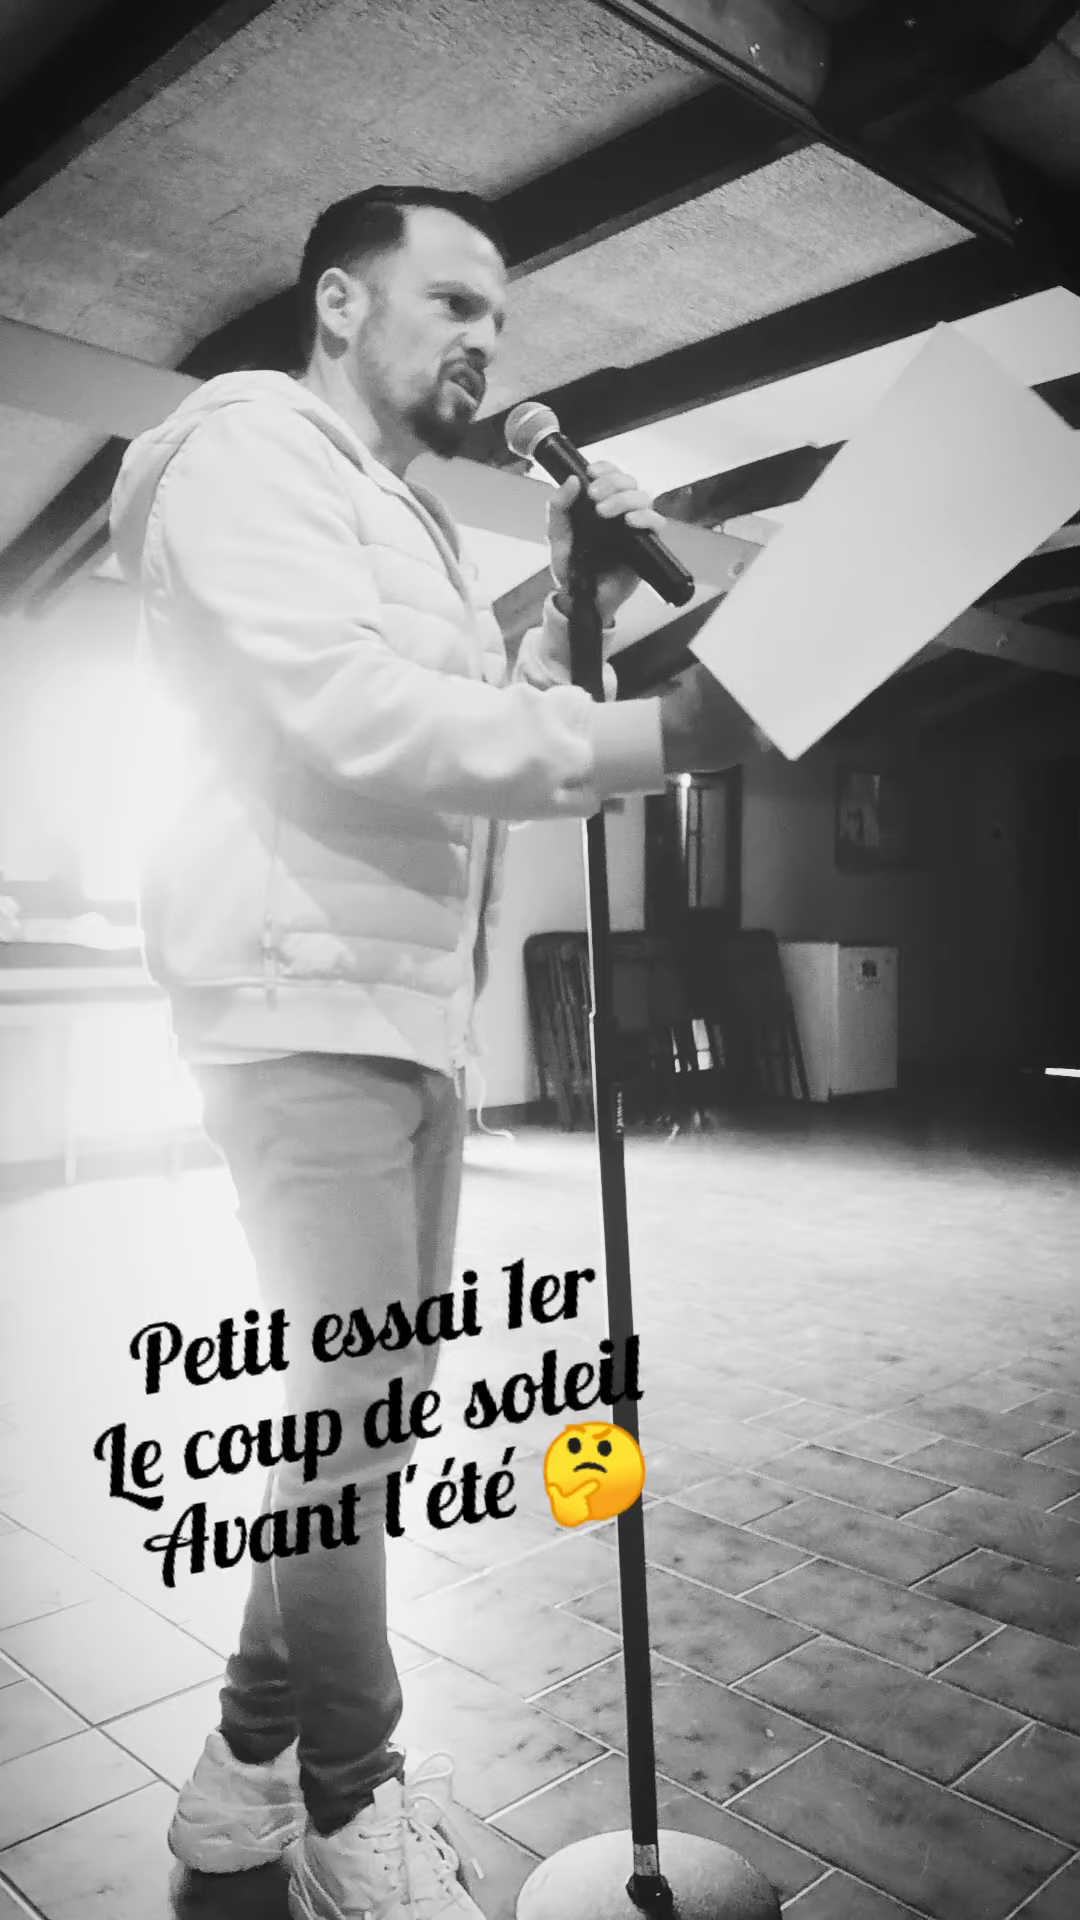 Petit essai 1er
Le coup de soleil
Avant l'été 🤔